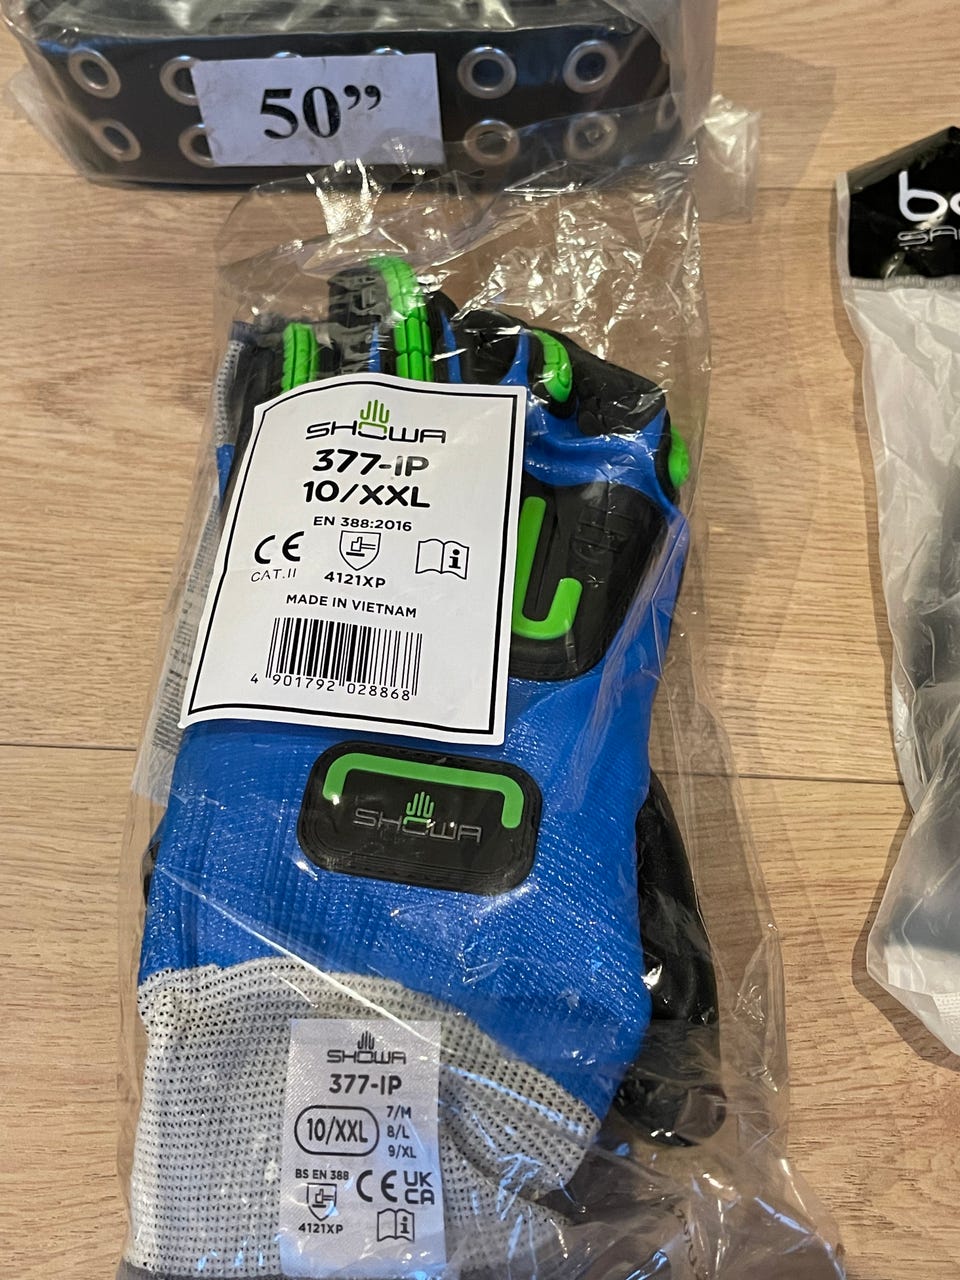 50”
SHOWA
377-IP
10/XXL
EN 388:2016
CE
CAT.II
4121XP
MADE IN VIETNAM
4 901792 028868
SHOWA
SHOWA
377-IP
10/XXL
7/M
8/L
9/XL
BS EN 388
4121XP
CE
UK
CA